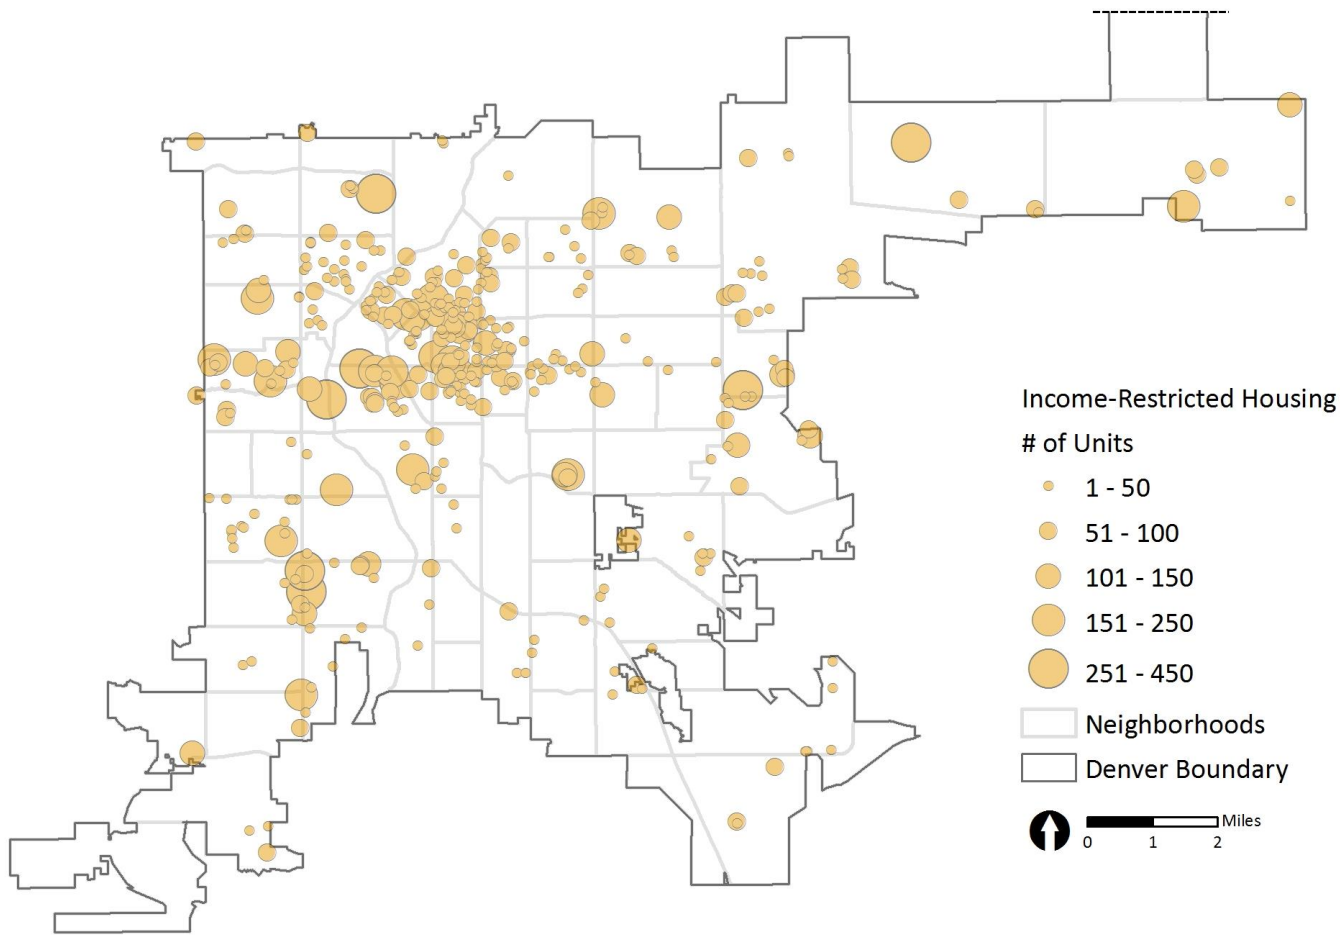 Income-Restricted Housing
# of Units
1 - 50
51 - 100
101 - 150
151 - 250
251 - 450
Neighborhoods
Denver Boundary
Miles
0 1 2